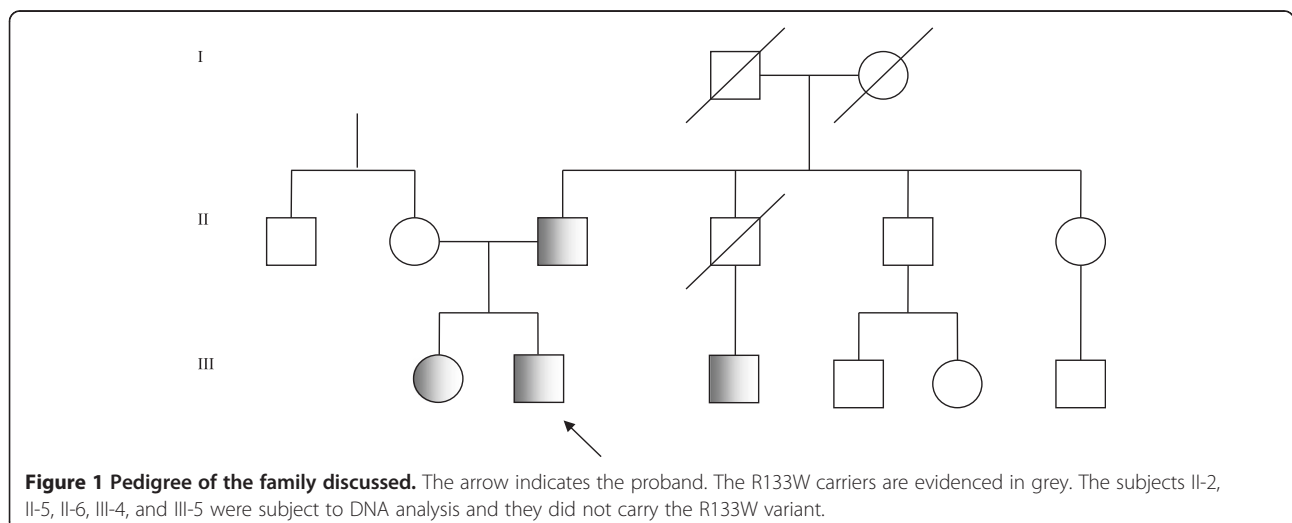 I
II
III
Figure 1 Pedigree of the family discussed. The arrow indicates the proband. The R133W carriers are evidenced in grey. The subjects II-2,
II-5, II-6, III-4, and III-5 were subject to DNA analysis and they did not carry the R133W variant.